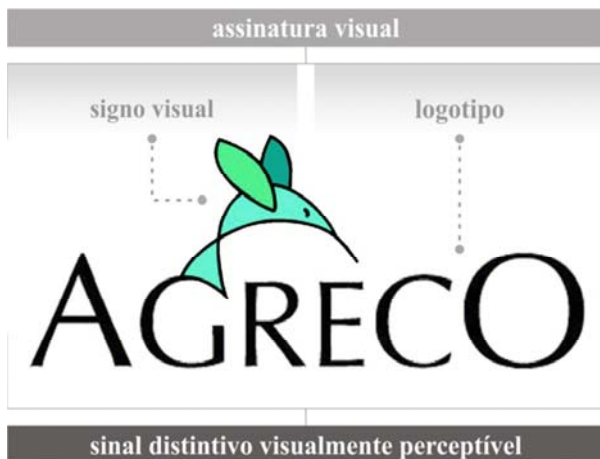 assinatura visual
signo visual
logotipo
AGRECO
sinal distintivo visualmente perceptível